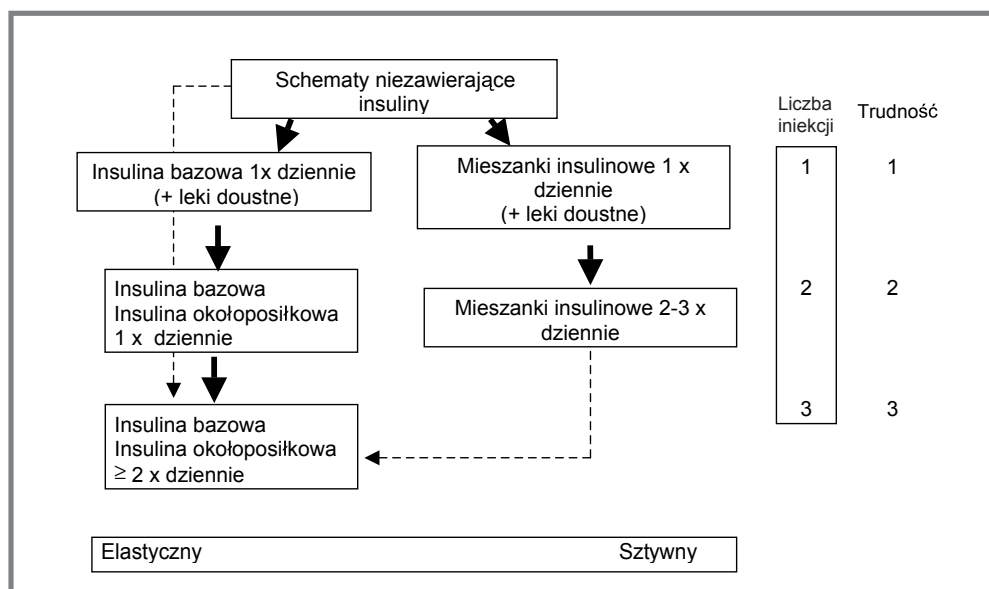 Schematy niezawierające
insuliny
Liczba
iniekcji
Trudność
Insulina bazowa 1x dziennie
(+ leki doustne)
Mieszanki insulinowe 1 x
dziennie
(+ leki doustne)
1
1
Insulina bazowa
Insulina okołoposiłkowa
1 x dziennie
Mieszanki insulinowe 2-3 x
dziennie
2
2
Insulina bazowa
Insulina okołoposiłkowa
≥ 2 x dziennie
3
3
Elastyczny
Sztywny